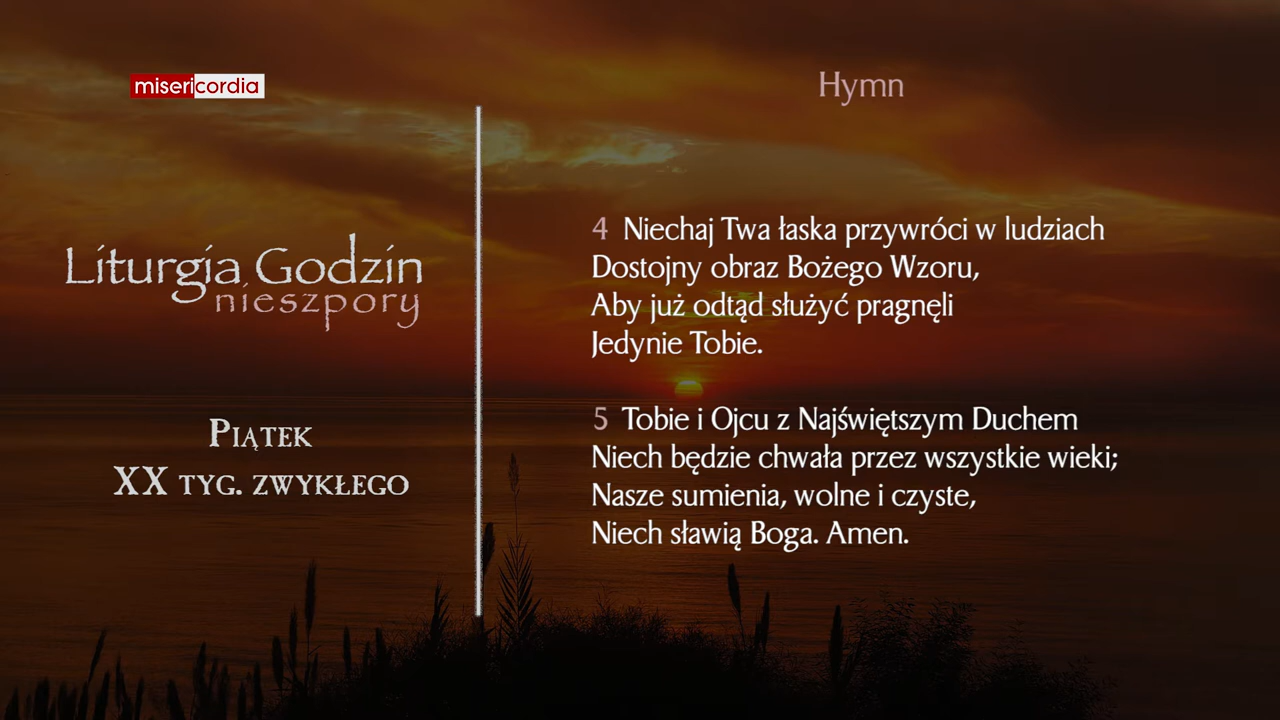 misericordia
Hymn
Liturgia Godzin
nieszpory
Piątek
XX tyg. zwykłego
4 Niechaj Twa łaska przywróci w ludziach
Dostojny obraz Bożego Wzoru,
Aby już odtąd służyć pragnęli
Jedynie Tobie.
5 Tobie i Ojcu z Najświętszym Duchem
Niech będzie chwała przez wszystkie wieki;
Nasze sumienia, wolne i czyste,
Niech sławią Boga. Amen.